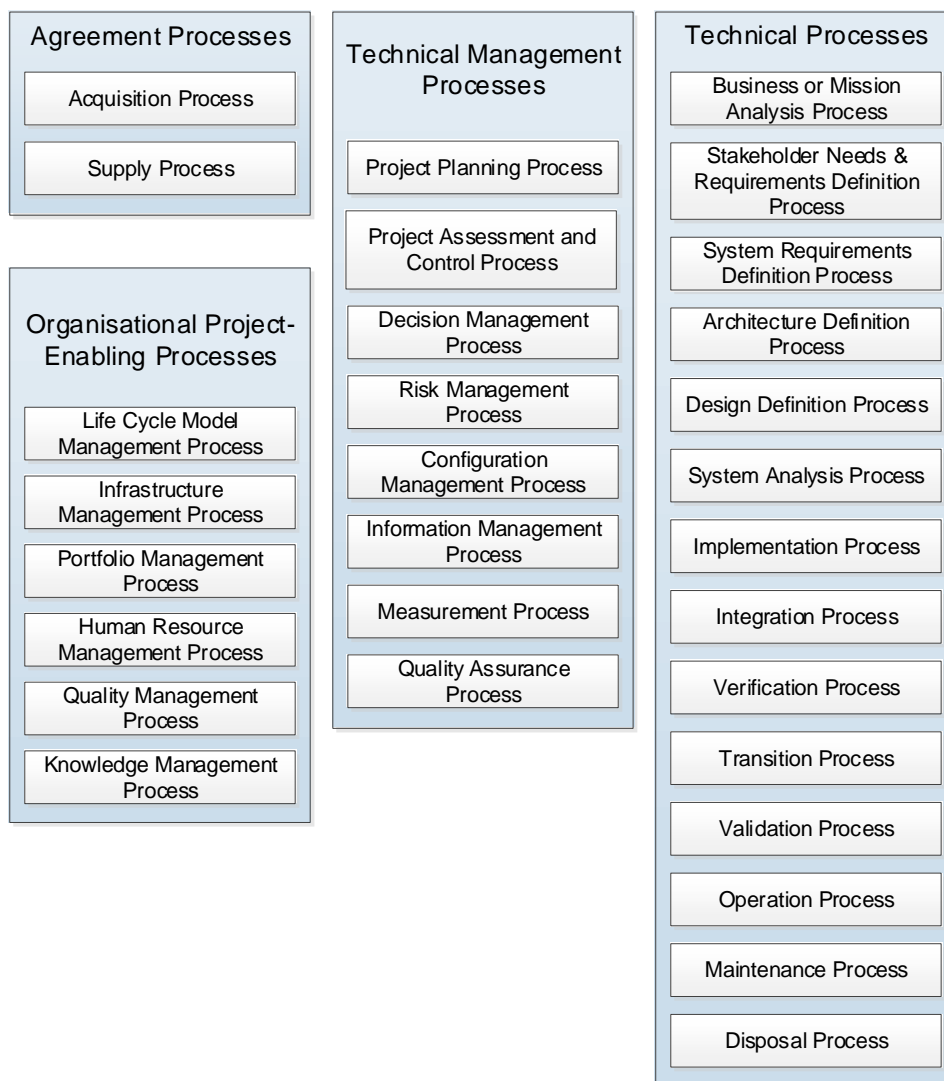 Agreement Processes
Acquisition Process
Supply Process
Organisational Project-
Enabling Processes
Life Cycle Model
Management Process
Infrastructure
Management Process
Portfolio Management
Process
Human Resource
Management Process
Quality Management
Process
Knowledge Management
Process
Technical Management
Processes
Project Planning Process
Project Assessment and
Control Process
Decision Management
Process
Risk Management
Process
Configuration
Management Process
Information Management
Process
Measurement Process
Quality Assurance
Process
Technical Processes
Business or Mission
Analysis Process
Stakeholder Needs &
Requirements Definition
Process
System Requirements
Definition Process
Architecture Definition
Process
Design Definition Process
System Analysis Process
Implementation Process
Integration Process
Verification Process
Transition Process
Validation Process
Operation Process
Maintenance Process
Disposal Process